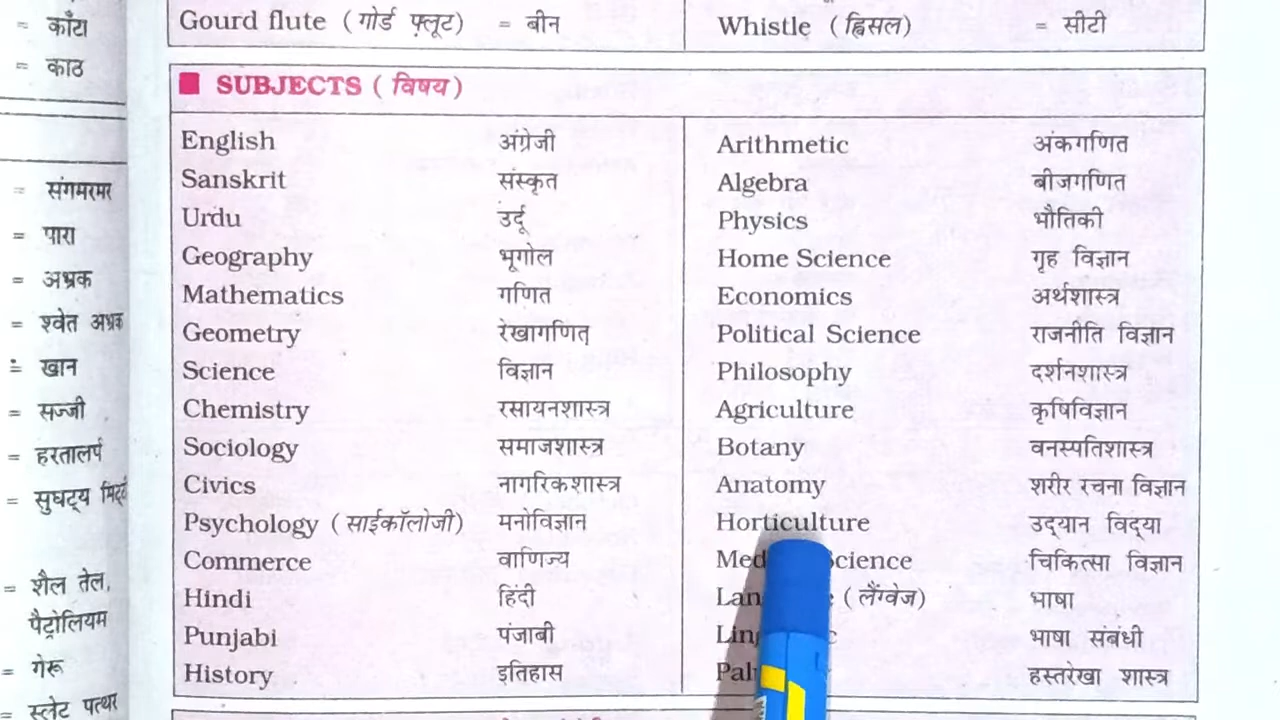 = काँटा
= काठ
= संगमरमर
= पारा
= अभ्रक
= श्वेत अभ्रक
= खान
= सज्जी
= हरताल
= सुघट्य
= शैल तेल,
पैट्रोलियम
= गेरू
= स्लेट पत्थर
Gourd flute (गोर्ड फ़्लूट) = बीन Whistle (ह्विसल) = सीटी
SUBJECTS (विषय)
English अंग्रेजी
Sanskrit संस्कृत
Urdu उर्दू
Geography भूगोल
Mathematics गणित
Geometry रेखागणित्
Science विज्ञान
Chemistry रसायनशास्त्र
Sociology समाजशास्त्र
Civics नागरिकशास्त्र
Psychology (साईकॉलोजी) मनोविज्ञान
Commerce वाणिज्य
Hindi हिंदी
Punjabi पंजाबी
History इतिहास
Arithmetic अंकगणित
Algebra बीजगणित
Physics भौतिकी
Home Science गृह विज्ञान
Economics अर्थशास्त्र
Political Science राजनीति विज्ञान
Philosophy दर्शनशास्त्र
Agriculture कृषिविज्ञान
Botany वनस्पतिशास्त्र
Anatomy शरीर रचना विज्ञान
Horticulture उद्यान विद्या
Science चिकित्सा विज्ञान
(लैंग्वेज) भाषा
भाषा संबंधी
हस्तरेखा शास्त्र